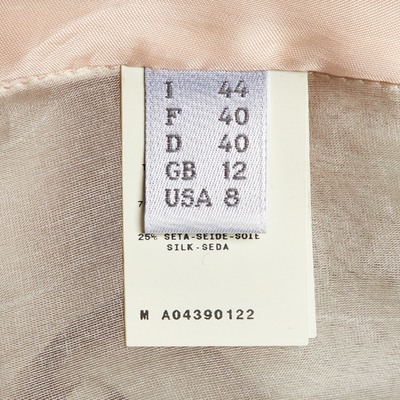 I 44
F 40
D 40
GB 12
USA 8
25% SETA-SEIDE-SOIE
SILK-SEDA
M A04390122